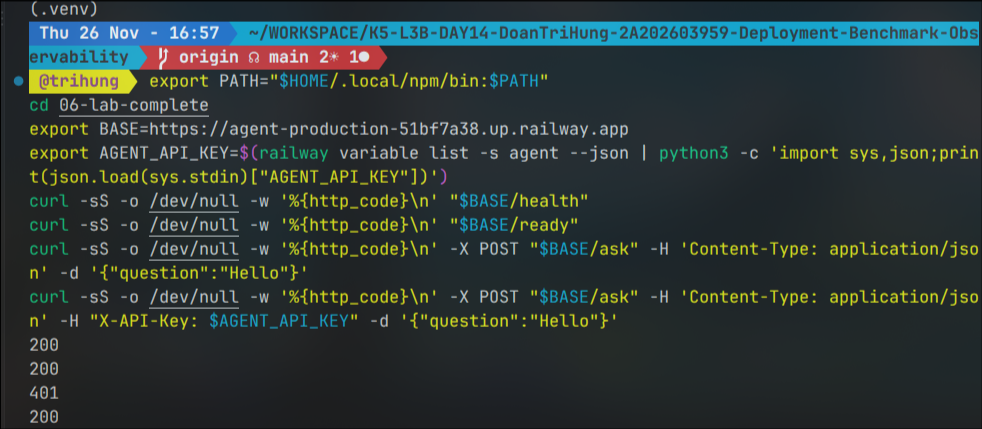 (.venv)
Thu 26 Nov - 16:57 ~/WORKSPACE/K5-L3B-DAY14-DoanTriHung-2A202603959-Deployment-Benchmark-Obs
ervability origin main 2☀ 1●
@trihung export PATH="$HOME/.local/npm/bin:$PATH"
cd 06-lab-complete
export BASE=https://agent-production-51bf7a38.up.railway.app
export AGENT_API_KEY=$(railway variable list -s agent --json | python3 -c 'import sys,json;prin
t(json.load(sys.stdin)["AGENT_API_KEY"])')
curl -sS -o /dev/null -w '%{http_code}\n' "$BASE/health"
curl -sS -o /dev/null -w '%{http_code}\n' "$BASE/ready"
curl -sS -o /dev/null -w '%{http_code}\n' -X POST "$BASE/ask" -H 'Content-Type: application/jso
n' -d '{"question":"Hello"}'
curl -sS -o /dev/null -w '%{http_code}\n' -X POST "$BASE/ask" -H 'Content-Type: application/jso
n' -H "X-API-Key: $AGENT_API_KEY" -d '{"question":"Hello"}'
200
200
401
200